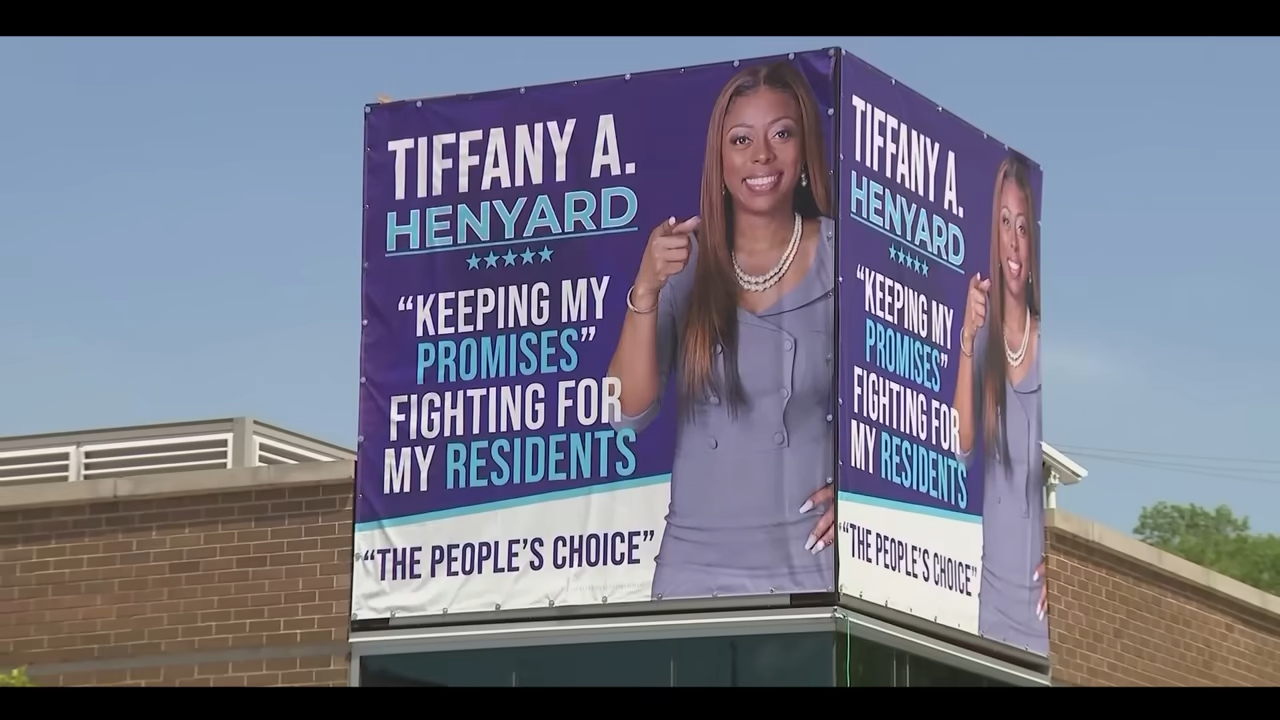 TIFFANY A.
HENYARD
“KEEPING MY
PROMISES”
FIGHTING FOR
MY RESIDENTS
“THE PEOPLE’S CHOICE”
TIFFANY A.
HENYARD
“KEEPING MY
PROMISES”
FIGHTING FOR
MY RESIDENTS
“THE PEOPLE’S CHOICE”